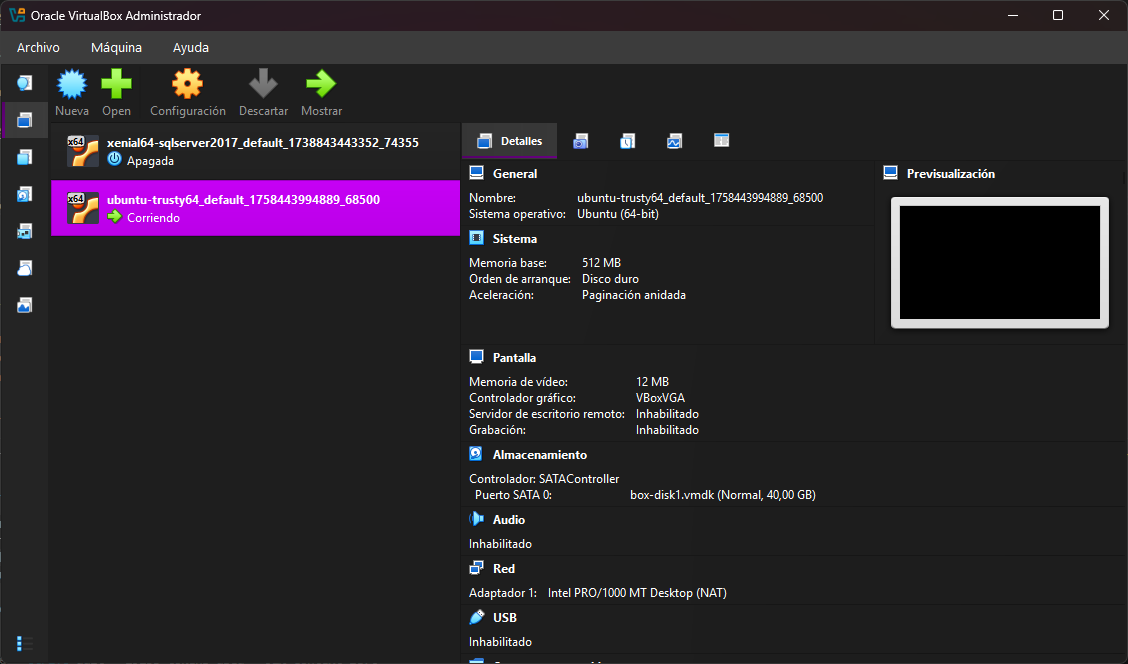 Oracle VirtualBox Administrador
Archivo Máquina Ayuda
Nueva Open Configuración Descartar Mostrar
x64 xenial64-sqlserver2017_default_1738843443352_74355
Apagada
x64 ubuntu-trusty64_default_1758443994889_68500
Corriendo
Detalles
General
Nombre: ubuntu-trusty64_default_1758443994889_68500
Sistema operativo: Ubuntu (64-bit)
Previsualización
Sistema
Memoria base: 512 MB
Orden de arranque: Disco duro
Aceleración: Paginación anidada
Pantalla
Memoria de vídeo: 12 MB
Controlador gráfico: VBoxVGA
Servidor de escritorio remoto: Inhabilitado
Grabación: Inhabilitado
Almacenamiento
Controlador: SATAController
Puerto SATA 0: box-disk1.vmdk (Normal, 40,00 GB)
Audio
Inhabilitado
Red
Adaptador 1: Intel PRO/1000 MT Desktop (NAT)
USB
Inhabilitado